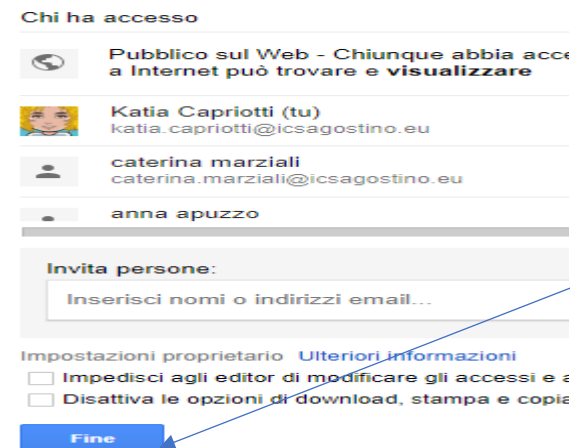 Chi ha accesso
Pubblico sul Web - Chiunque abbia acce
a Internet può trovare e visualizzare
Katia Capriotti (tu)
katia.capriotti@icsagostino.eu
caterina marziali
caterina.marziali@icsagostino.eu
anna apuzzo
Invita persone:
Inserisci nomi o indirizzi email...
Impostazioni proprietario Ulteriori informazioni
Impedisci agli editor di modificare gli accessi e a
Disattiva le opzioni di download, stampa e copia
Fine